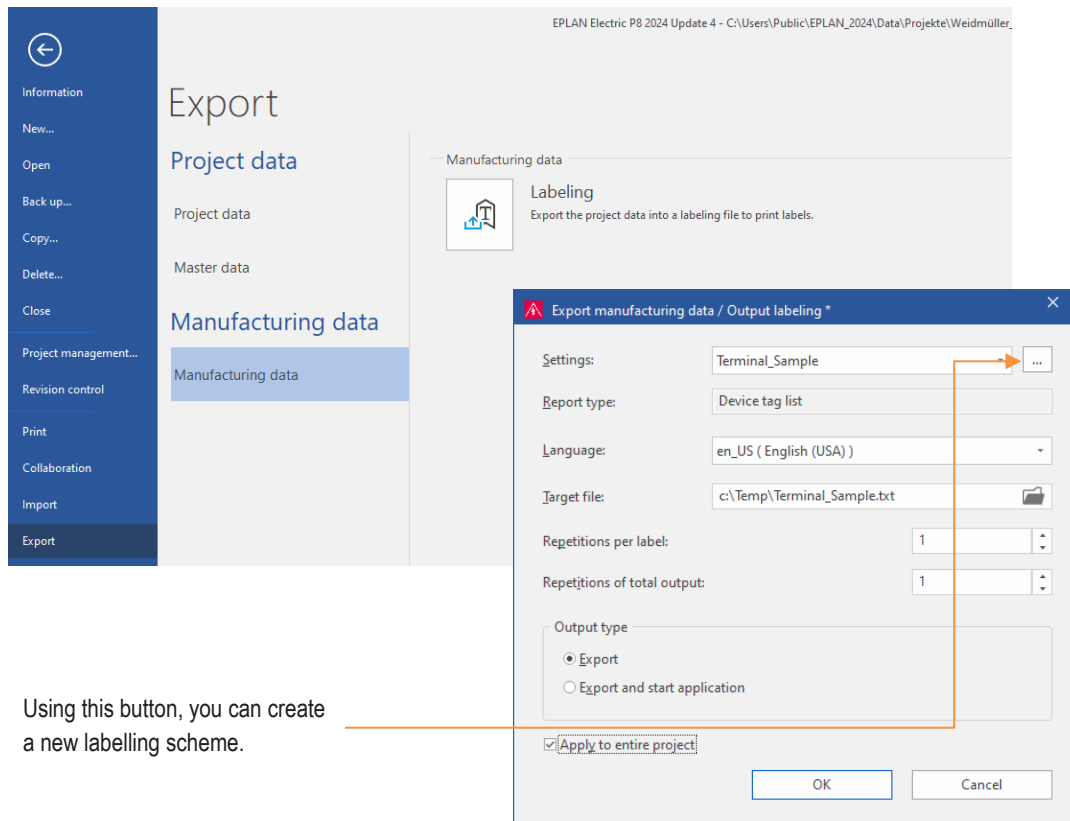 EPLAN Electric P8 2024 Update 4 - C:\Users\Public\EPLAN_2024\Data\Projekte\Weidmüller_
Information
New...
Open
Back up...
Copy...
Delete...
Close
Project management...
Revision control
Print
Collaboration
Import
Export
Export
Project data
Project data
Master data
Manufacturing data
Manufacturing data
Manufacturing data
Labeling
Export the project data into a labeling file to print labels.
Export manufacturing data / Output labeling *
Settings:
Terminal_Sample
...
Report type:
Device tag list
Language:
en_US ( English (USA) )
Target file:
c:\Temp\Terminal_Sample.txt
Repetitions per label:
1
Repetitions of total output:
1
Output type
Export
Export and start application
Apply to entire project
OK
Cancel
Using this button, you can create
a new labelling scheme.